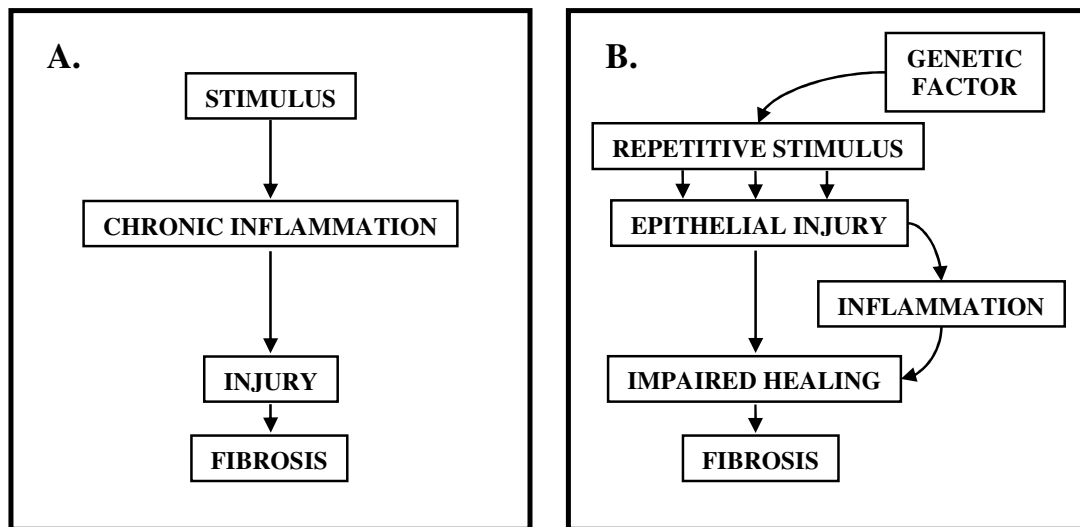 A.
STIMULUS
CHRONIC INFLAMMATION
INJURY
FIBROSIS
B.
GENETIC
FACTOR
REPETITIVE STIMULUS
EPITHELIAL INJURY
INFLAMMATION
IMPAIRED HEALING
FIBROSIS